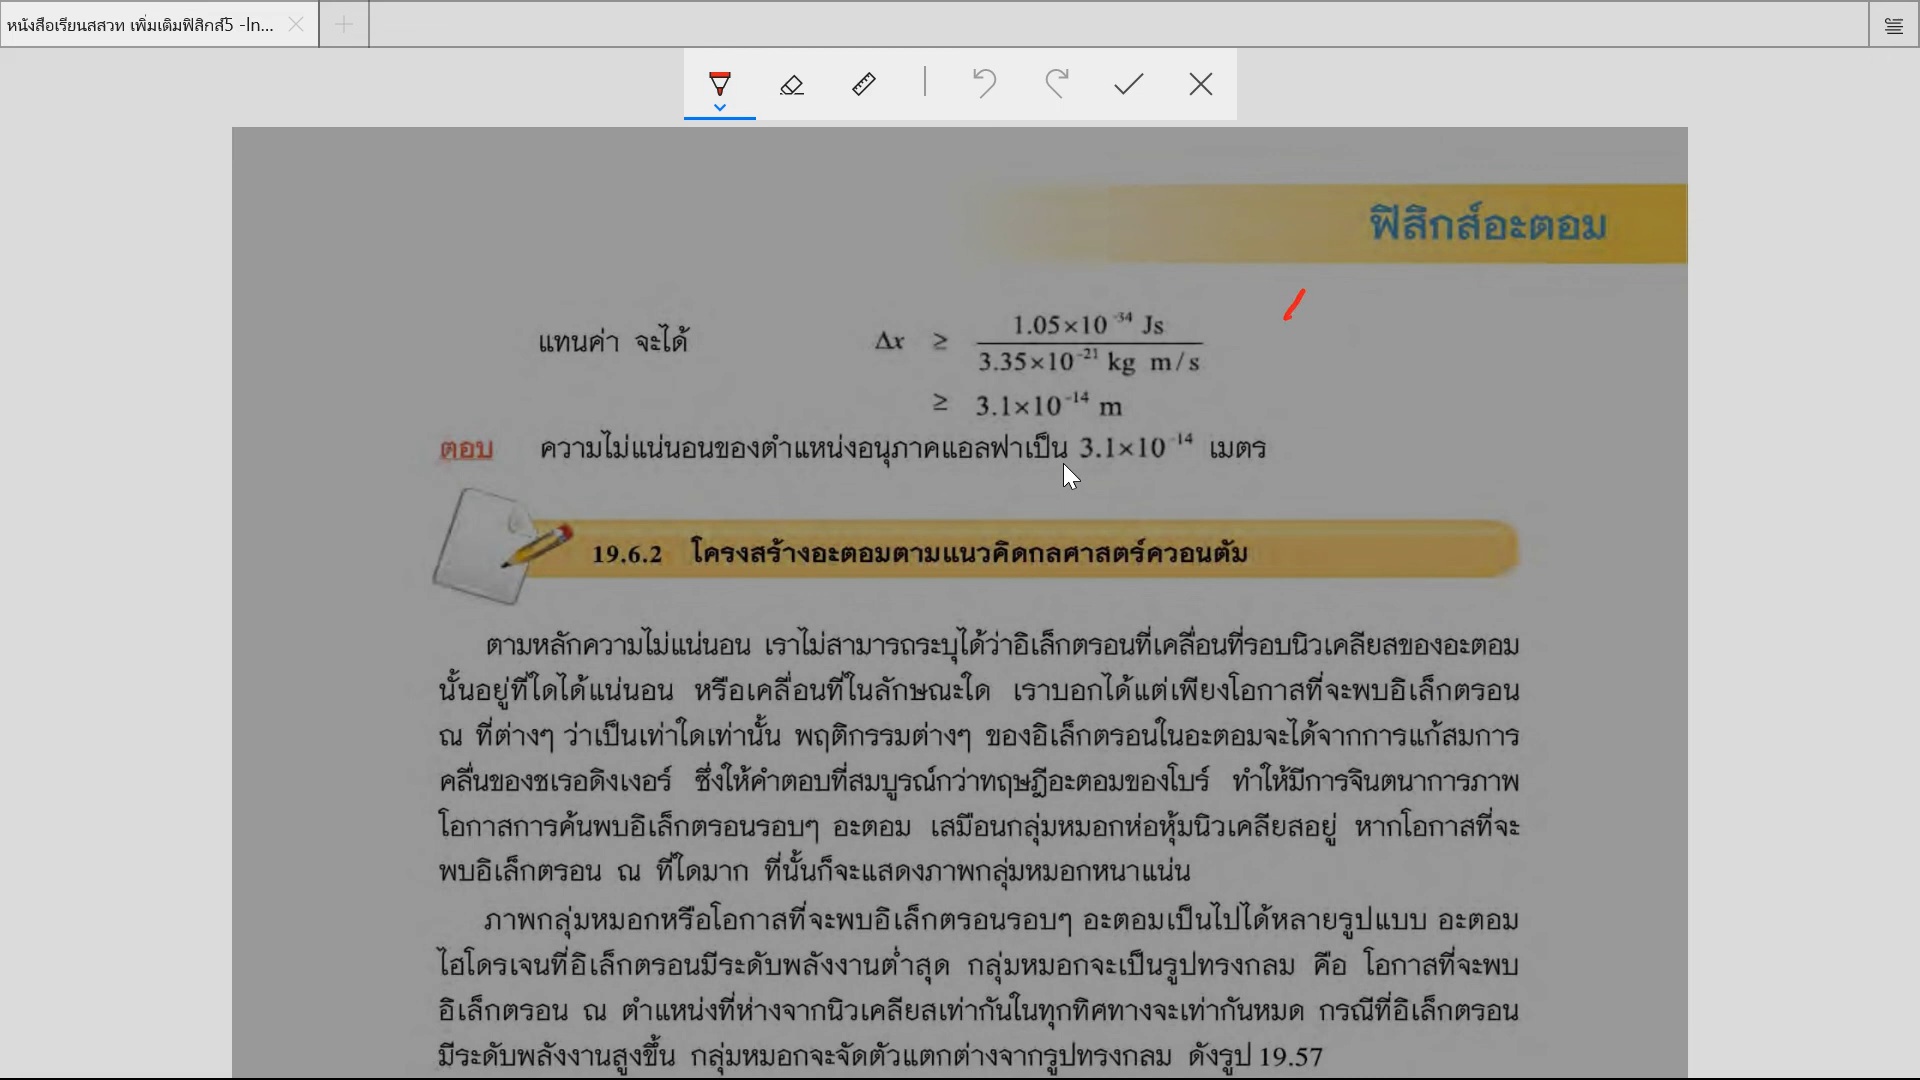 หนังสือเรียนสสวท เพิ่มเติมฟิสิกส์5 -ln...
ฟิสิกส์อะตอม
แทนค่า จะได้ Δx ≥ 1.05×10⁻³⁴ Js / 3.35×10⁻²¹ kg m/s
≥ 3.1×10⁻¹⁴ m
ตอบ ความไม่แน่นอนของตำแหน่งอนุภาคแอลฟาเป็น 3.1×10⁻¹⁴ เมตร
19.6.2 โครงสร้างอะตอมตามแนวคิดกลศาสตร์ควอนตัม
ตามหลักความไม่แน่นอน เราไม่สามารถระบุได้ว่าอิเล็กตรอนที่เคลื่อนที่รอบนิวเคลียสของอะตอม
นั้นอยู่ที่ใดได้แน่นอน หรือเคลื่อนที่ในลักษณะใด เราบอกได้แต่เพียงโอกาสที่จะพบอิเล็กตรอน
ณ ที่ต่างๆ ว่าเป็นเท่าใดเท่านั้น พฤติกรรมต่างๆ ของอิเล็กตรอนในอะตอมจะได้จากการแก้สมการ
คลื่นของชเรอดิงเงอร์ ซึ่งให้คำตอบที่สมบูรณ์กว่าทฤษฎีอะตอมของโบร์ ทำให้มีการจินตนาการภาพ
โอกาสการค้นพบอิเล็กตรอนรอบๆ อะตอม เสมือนกลุ่มหมอกห่อหุ้มนิวเคลียสอยู่ หากโอกาสที่จะ
พบอิเล็กตรอน ณ ที่ใดมาก ที่นั้นก็จะแสดงภาพกลุ่มหมอกหนาแน่น
ภาพกลุ่มหมอกหรือโอกาสที่จะพบอิเล็กตรอนรอบๆ อะตอมเป็นไปได้หลายรูปแบบ อะตอม
ไฮโดรเจนที่อิเล็กตรอนมีระดับพลังงานต่ำสุด กลุ่มหมอกจะเป็นรูปทรงกลม คือ โอกาสที่จะพบ
อิเล็กตรอน ณ ตำแหน่งที่ห่างจากนิวเคลียสเท่ากันในทุกทิศทางจะเท่ากันหมด กรณีที่อิเล็กตรอน
มีระดับพลังงานสูงขึ้น กลุ่มหมอกจะจัดตัวแตกต่างจากรูปทรงกลม ดังรูป 19.57